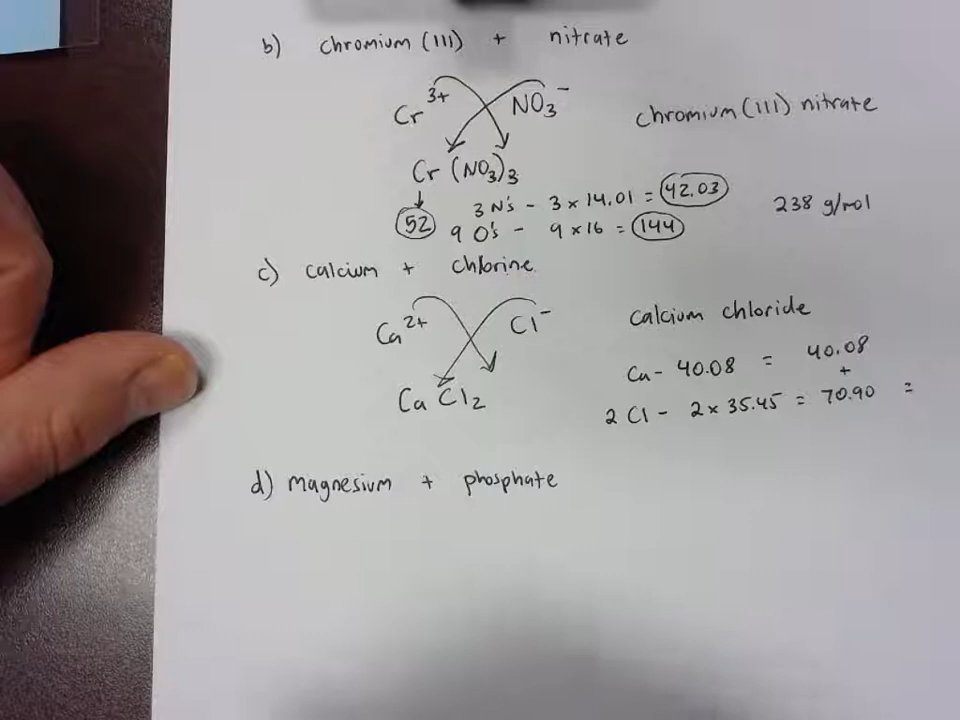 b) chromium (III) + nitrate
Cr³⁺ NO₃⁻ chromium (III) nitrate
Cr (NO₃)₃
3 N's - 3 × 14.01 = 42.03 238 g/mol
52 9 O's - 9 × 16 = 144
c) calcium + chlorine
Ca²⁺ Cl⁻ calcium chloride
Ca - 40.08 = 40.08
+
CaCl₂ 2 Cl - 2 × 35.45 = 70.90 =
d) magnesium + phosphate